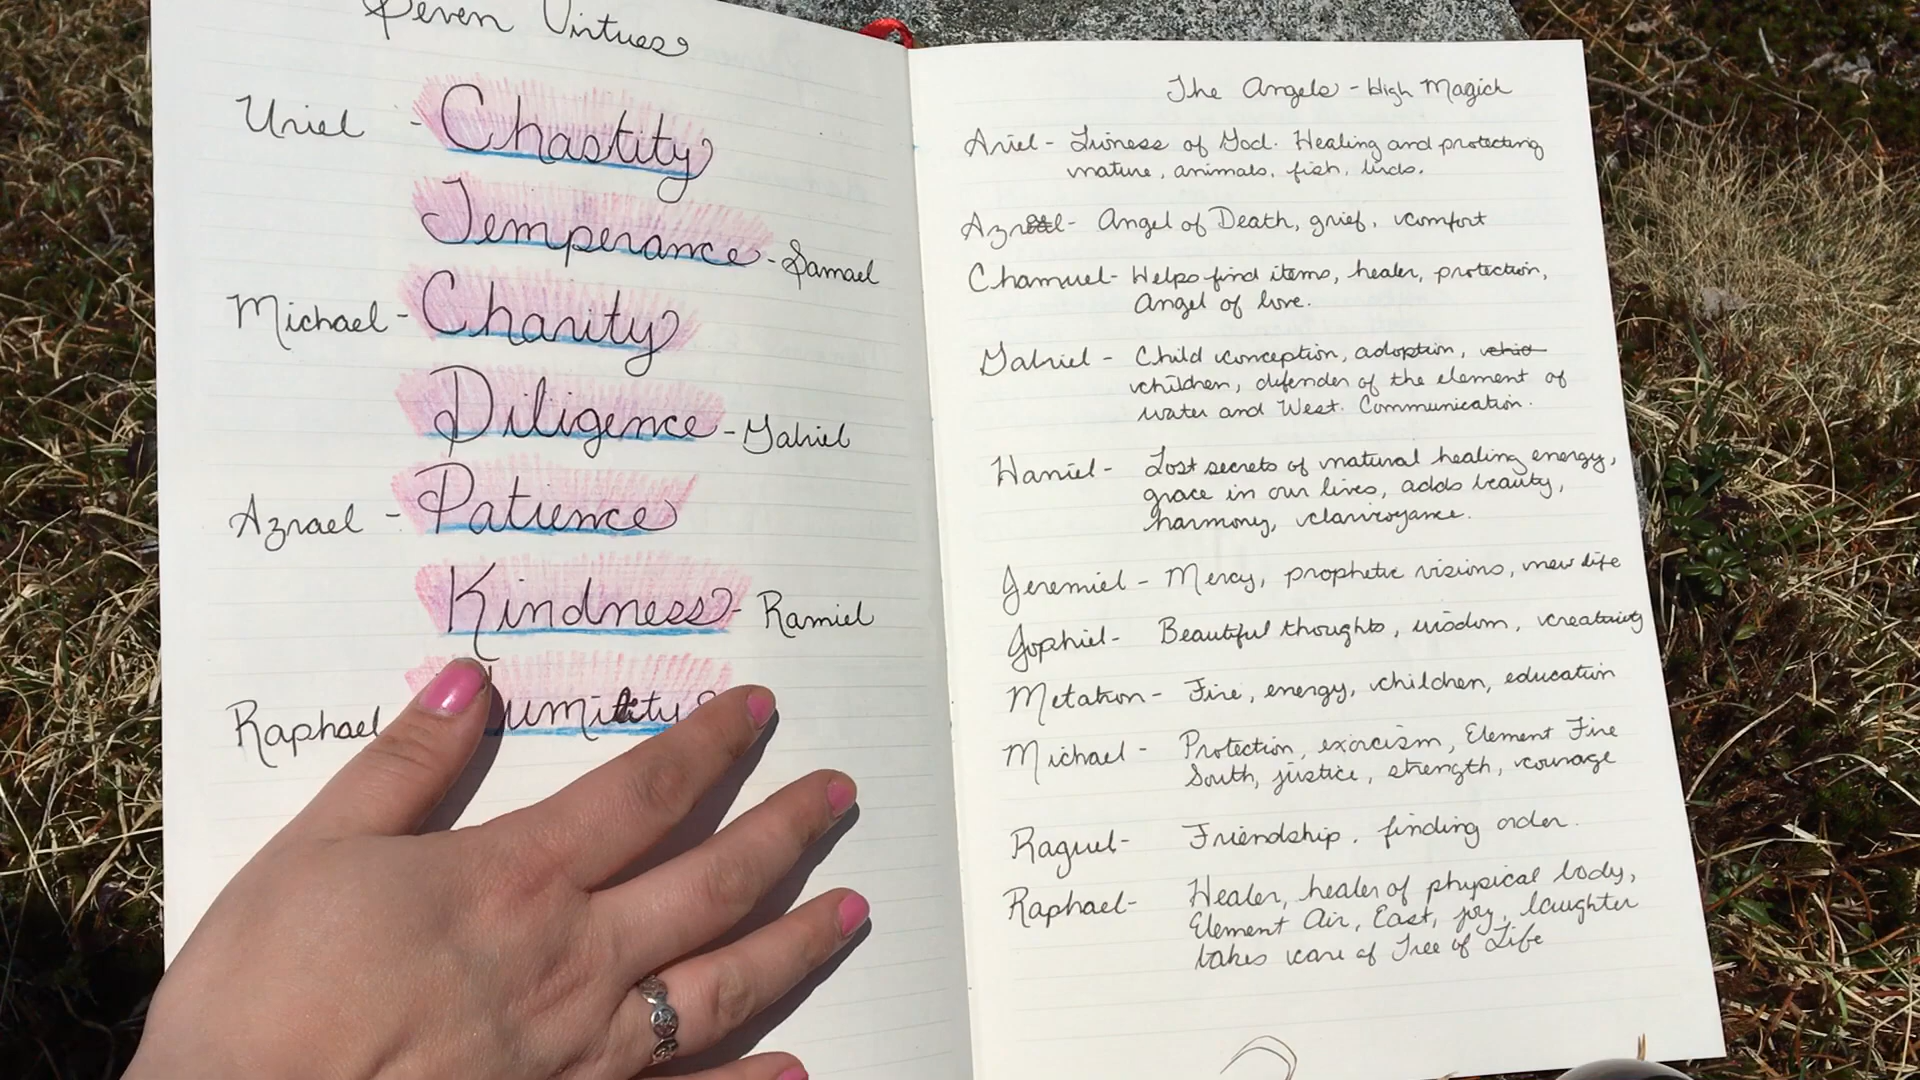 Seven Virtues
Uriel - Chastity
Temperance - Samael
Michael - Charity
Diligence - Gabriel
Azrael - Patience
Kindness - Ramiel
Raphael umility
The Angels - High Magick
Ariel - Lioness of God. Healing and protecting
nature, animals, fish, birds.
Azrael - Angel of Death, grief, comfort
Chamuel - Helps find items, healer, protection,
Angel of love.
Gabriel - Child conception, adoption, chid
children, defender of the element of
water and West. Communication.
Haniel - Lost secrets of natural healing energy,
grace in our lives, adds beauty,
harmony, clairvoyance.
Jeremiel - Mercy, prophetic visions, new life
Jophiel - Beautiful thoughts, wisdom, creativity
Metatron - Fire, energy, children, education
Michael - Protection, exorcism, Element Fire
South, justice, strength, courage
Raguel - Friendship, finding order.
Raphael - Healer, healer of physical body,
Element Air, East, joy, laughter
takes care of Tree of Life